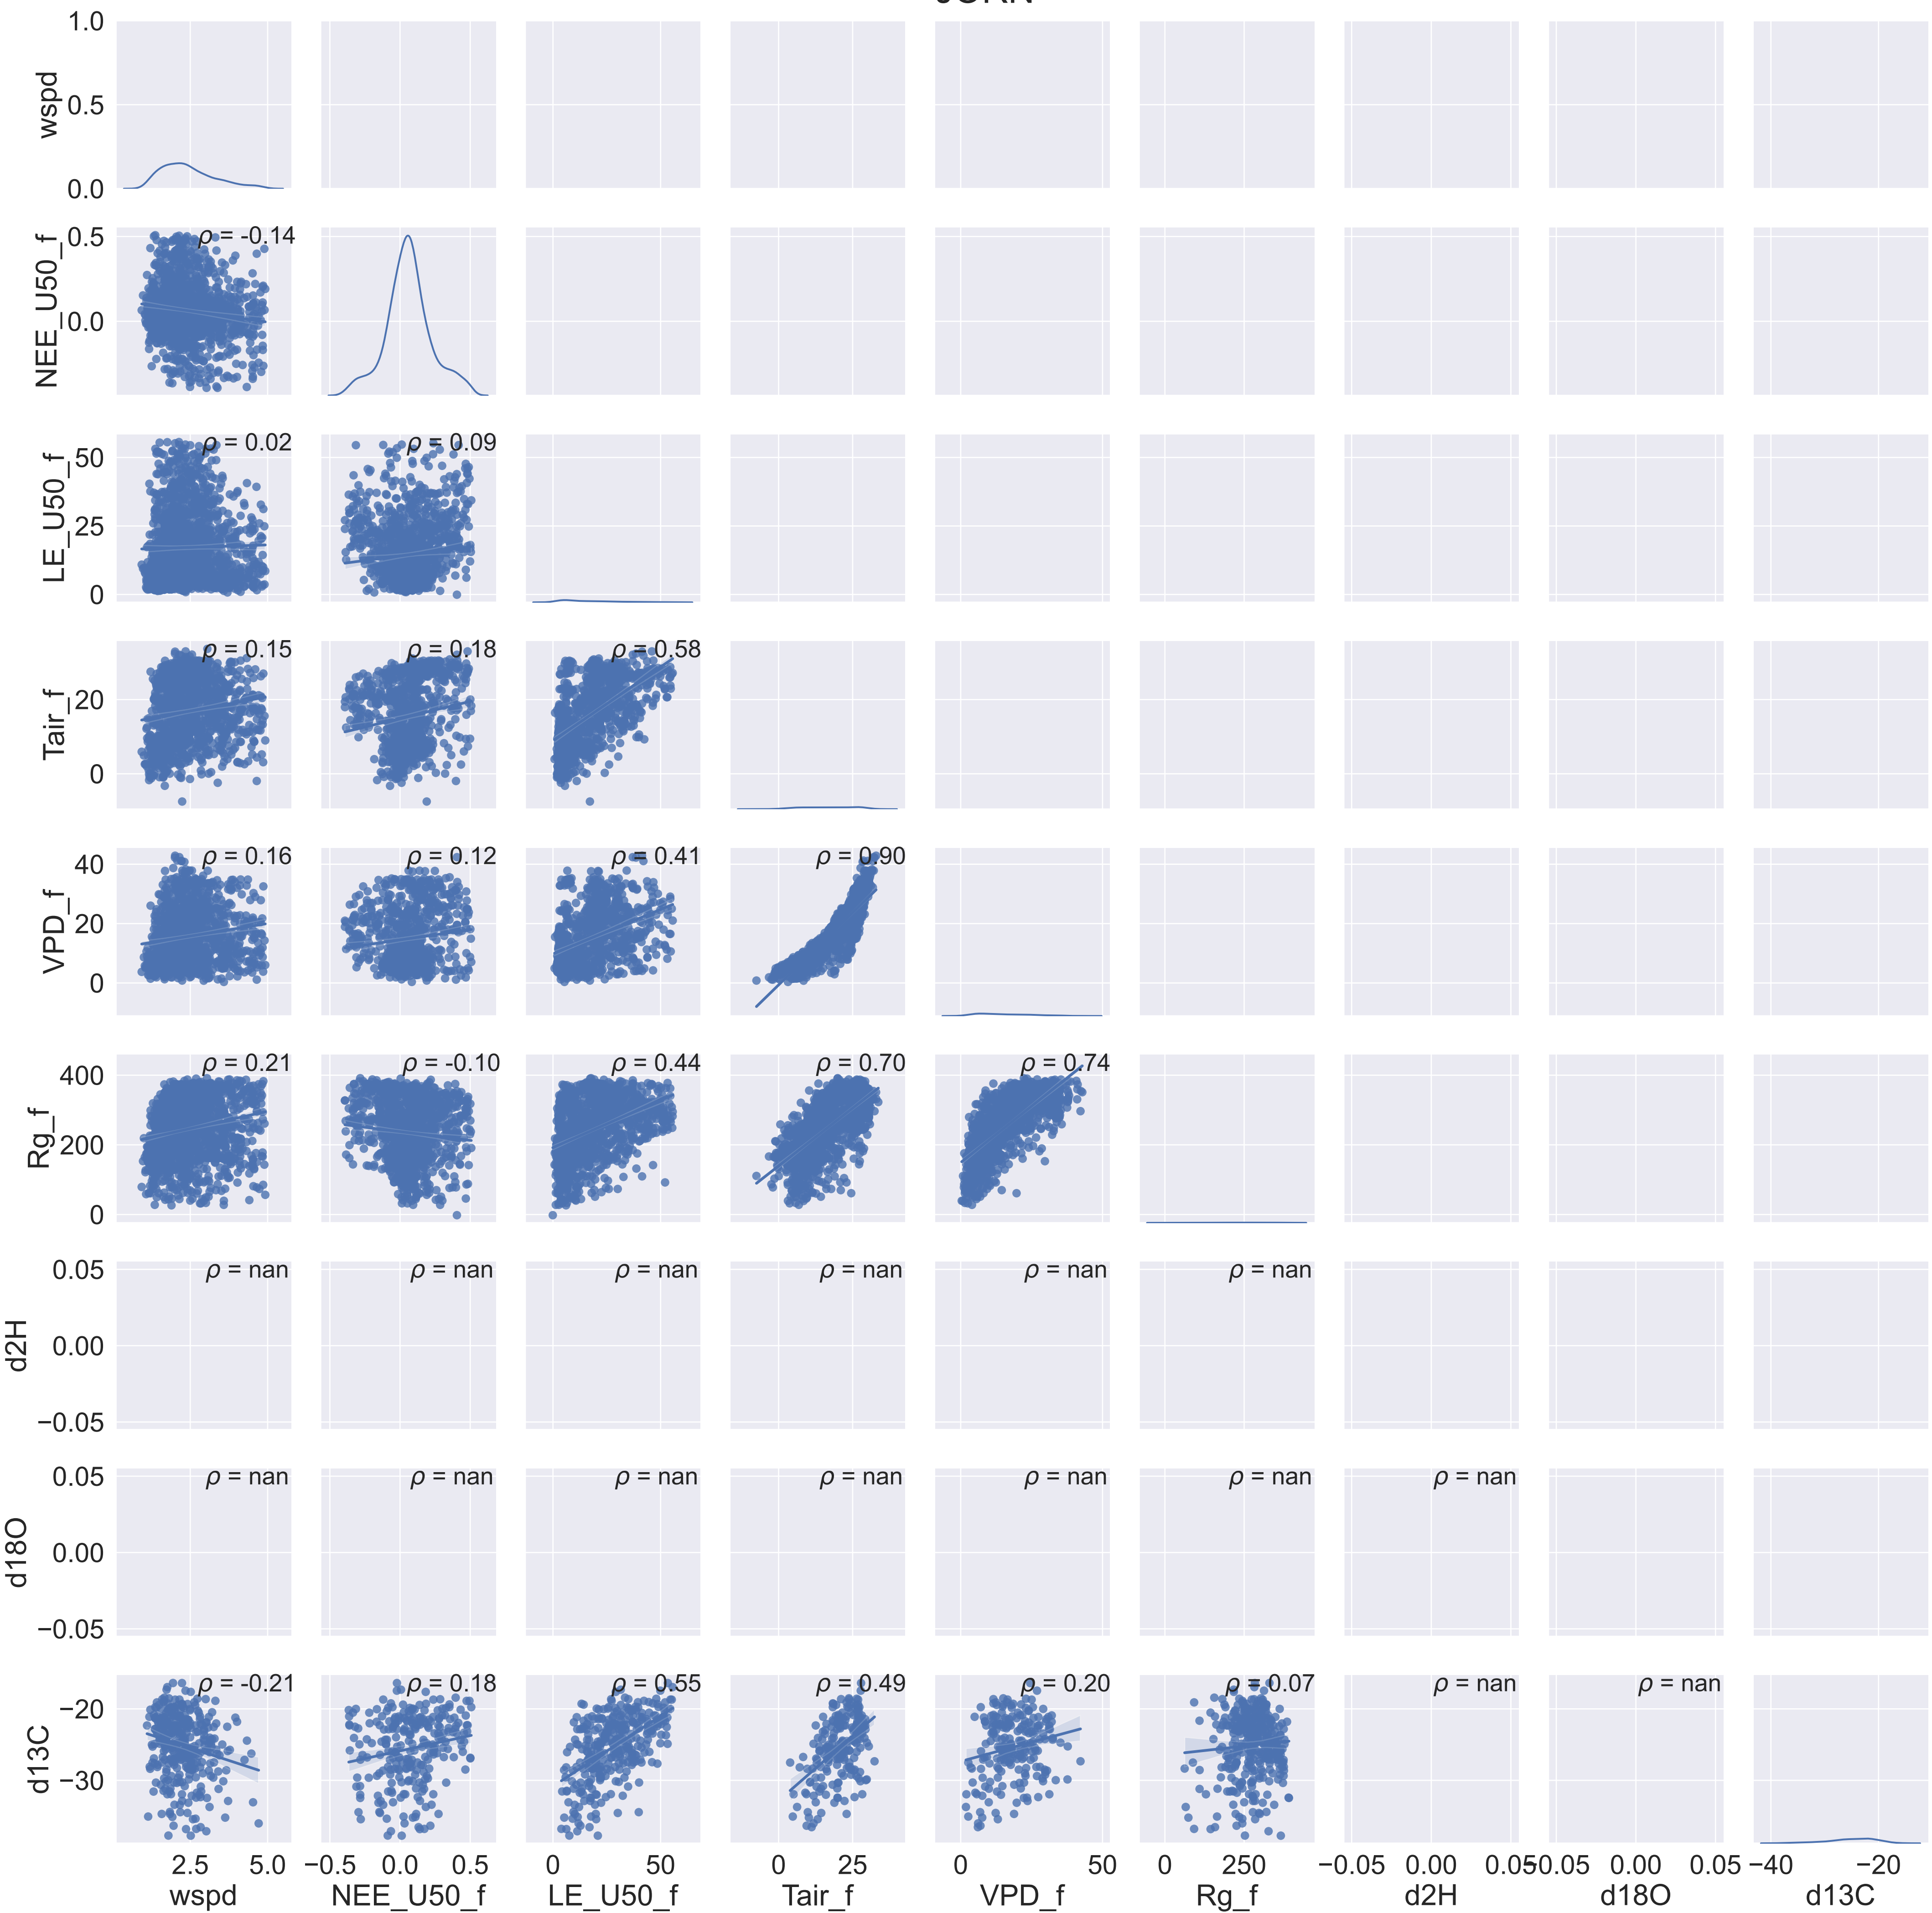 1.0
0.5
0.0
wspd
0.5
0.0
NEE_U50_f
ρ = -0.14
50
25
0
LE_U50_f
ρ = 0.02
ρ = 0.09
20
0
Tair_f
ρ = 0.15
ρ = 0.18
ρ = 0.58
40
20
0
VPD_f
ρ = 0.16
ρ = 0.12
ρ = 0.41
ρ = 0.90
400
200
0
Rg_f
ρ = 0.21
ρ = -0.10
ρ = 0.44
ρ = 0.70
ρ = 0.74
0.05
0.00
−0.05
d2H
ρ = nan
ρ = nan
ρ = nan
ρ = nan
ρ = nan
ρ = nan
0.05
0.00
−0.05
d18O
ρ = nan
ρ = nan
ρ = nan
ρ = nan
ρ = nan
ρ = nan
ρ = nan
−20
−30
d13C
ρ = -0.21
ρ = 0.18
ρ = 0.55
ρ = 0.49
ρ = 0.20
ρ = 0.07
ρ = nan
ρ = nan
2.5 5.0
−0.5 0.0 0.5
0 50
0 25
0 50
0 250
−0.05 0.00 0.05
−0.05 0.00 0.05
−40 −20
wspd
NEE_U50_f
LE_U50_f
Tair_f
VPD_f
Rg_f
d2H
d18O
d13C